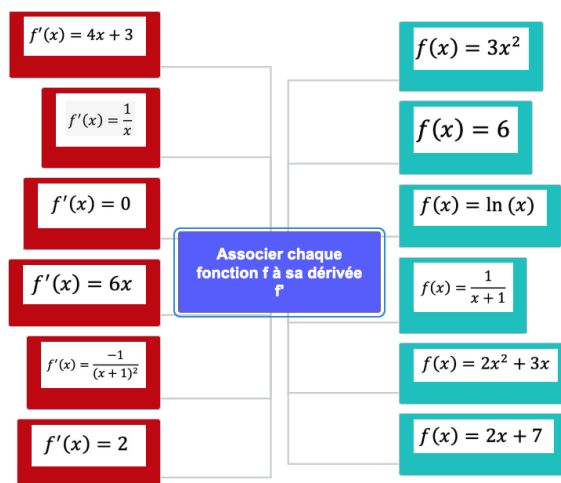 f′(x) = 4x + 3
f′(x) = 1/x
f′(x) = 0
f′(x) = 6x
f′(x) = −1/(x + 1)²
f′(x) = 2
Associer chaque
fonction f à sa dérivée
f'
f(x) = 3x²
f(x) = 6
f(x) = ln (x)
f(x) = 1/(x + 1)
f(x) = 2x² + 3x
f(x) = 2x + 7